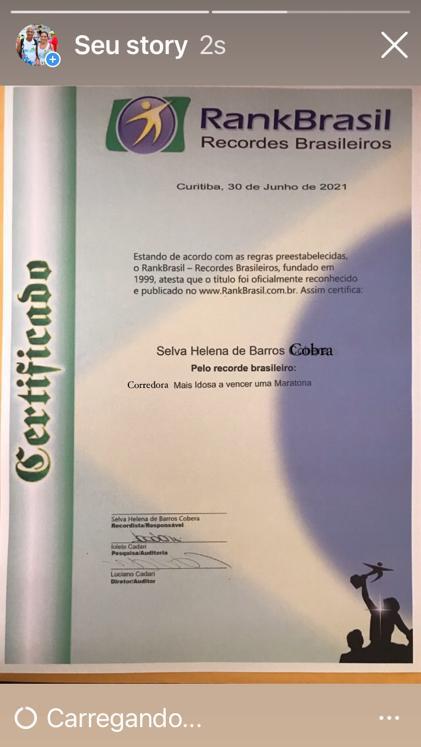 Seu story 2s
RankBrasil
Recordes Brasileiros
Curitiba, 30 de Junho de 2021
Estando de acordo com as regras preestabelecidas,
o RankBrasil – Recordes Brasileiros, fundado em
1999, atesta que o título foi oficialmente reconhecido
e publicado no www.RankBrasil.com.br. Assim certifica:
Certificado
Selva Helena de Barros Cobra
Pelo recorde brasileiro:
Corredora Mais Idosa a vencer uma Maratona
Selva Helena de Barros Cobera
Recordista/Responsável
Iolete Cadari
Pesquisa/Auditoria
Luciano Cadari
Diretor/Auditor
Carregando...